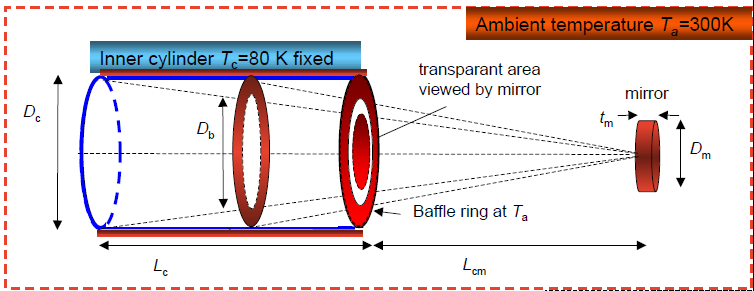 Ambient temperature Ta=300K
Inner cylinder Tc=80 K fixed
transparant area
viewed by mirror
mirror
tm
Dc
Db
Dm
Baffle ring at Ta
Lc
Lcm